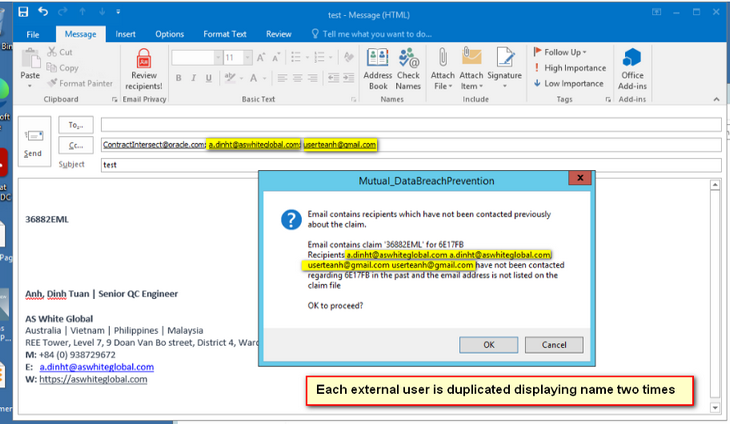 test - Message (HTML)
File Message Insert Options Format Text Review Tell me what you want to do...
Paste
Cut
Copy
Format Painter
Clipboard
Review recipients!
Email Privacy
11
B I U
Basic Text
Address Book
Check Names
Names
Attach File
Attach Item
Signature
Include
Follow Up
High Importance
Low Importance
Tags
Office Add-ins
Add-ins
Send
To...
Cc... ContractIntersect@oracle.com; a.dinht@aswhiteglobal.com; userteanh@gmail.com
Subject test
36882EML
Anh, Dinh Tuan | Senior QC Engineer
AS White Global
Australia | Vietnam | Philippines | Malaysia
REE Tower, Level 7, 9 Doan Van Bo street, District 4, Ward
M: +84 (0) 938729672
E: a.dinht@aswhiteglobal.com
W: https://aswhiteglobal.com
Mutual_DataBreachPrevention
x
Email contains recipients which have not been contacted previously
about the claim.
Email contains claim '36882EML' for 6E17FB
Recipients a.dinht@aswhiteglobal.com a.dinht@aswhiteglobal.com,
userteanh@gmail.com userteanh@gmail.com have not been contacted
regarding 6E17FB in the past and the email address is not listed on the
claim file
OK to proceed?
OK Cancel
Each external user is duplicated displaying name two times